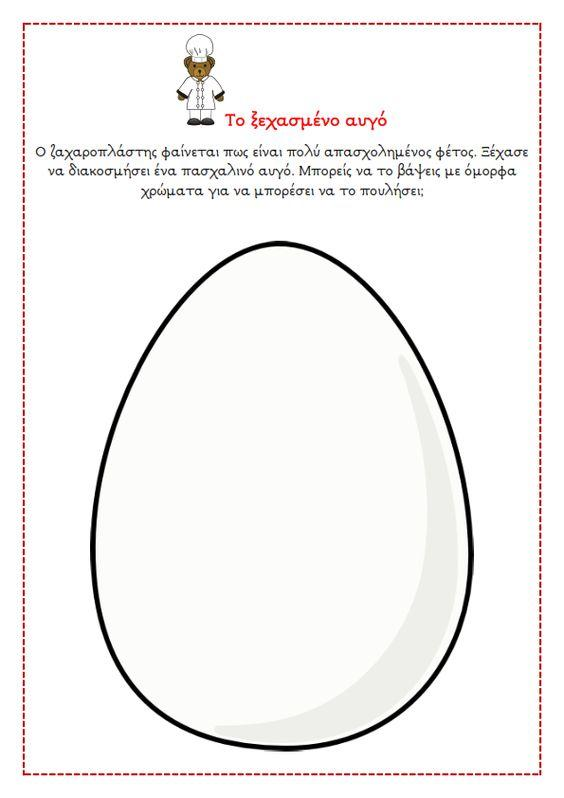 Το ξεχασμένο αυγό
Ο ζαχαροπλάστης φαίνεται πως είναι πολύ απασχολημένος φέτος. Ξέχασε
να διακοσμήσει ένα πασχαλινό αυγό. Μπορείς να το βάψεις με όμορφα
χρώματα για να μπορέσει να το πουλήσει;